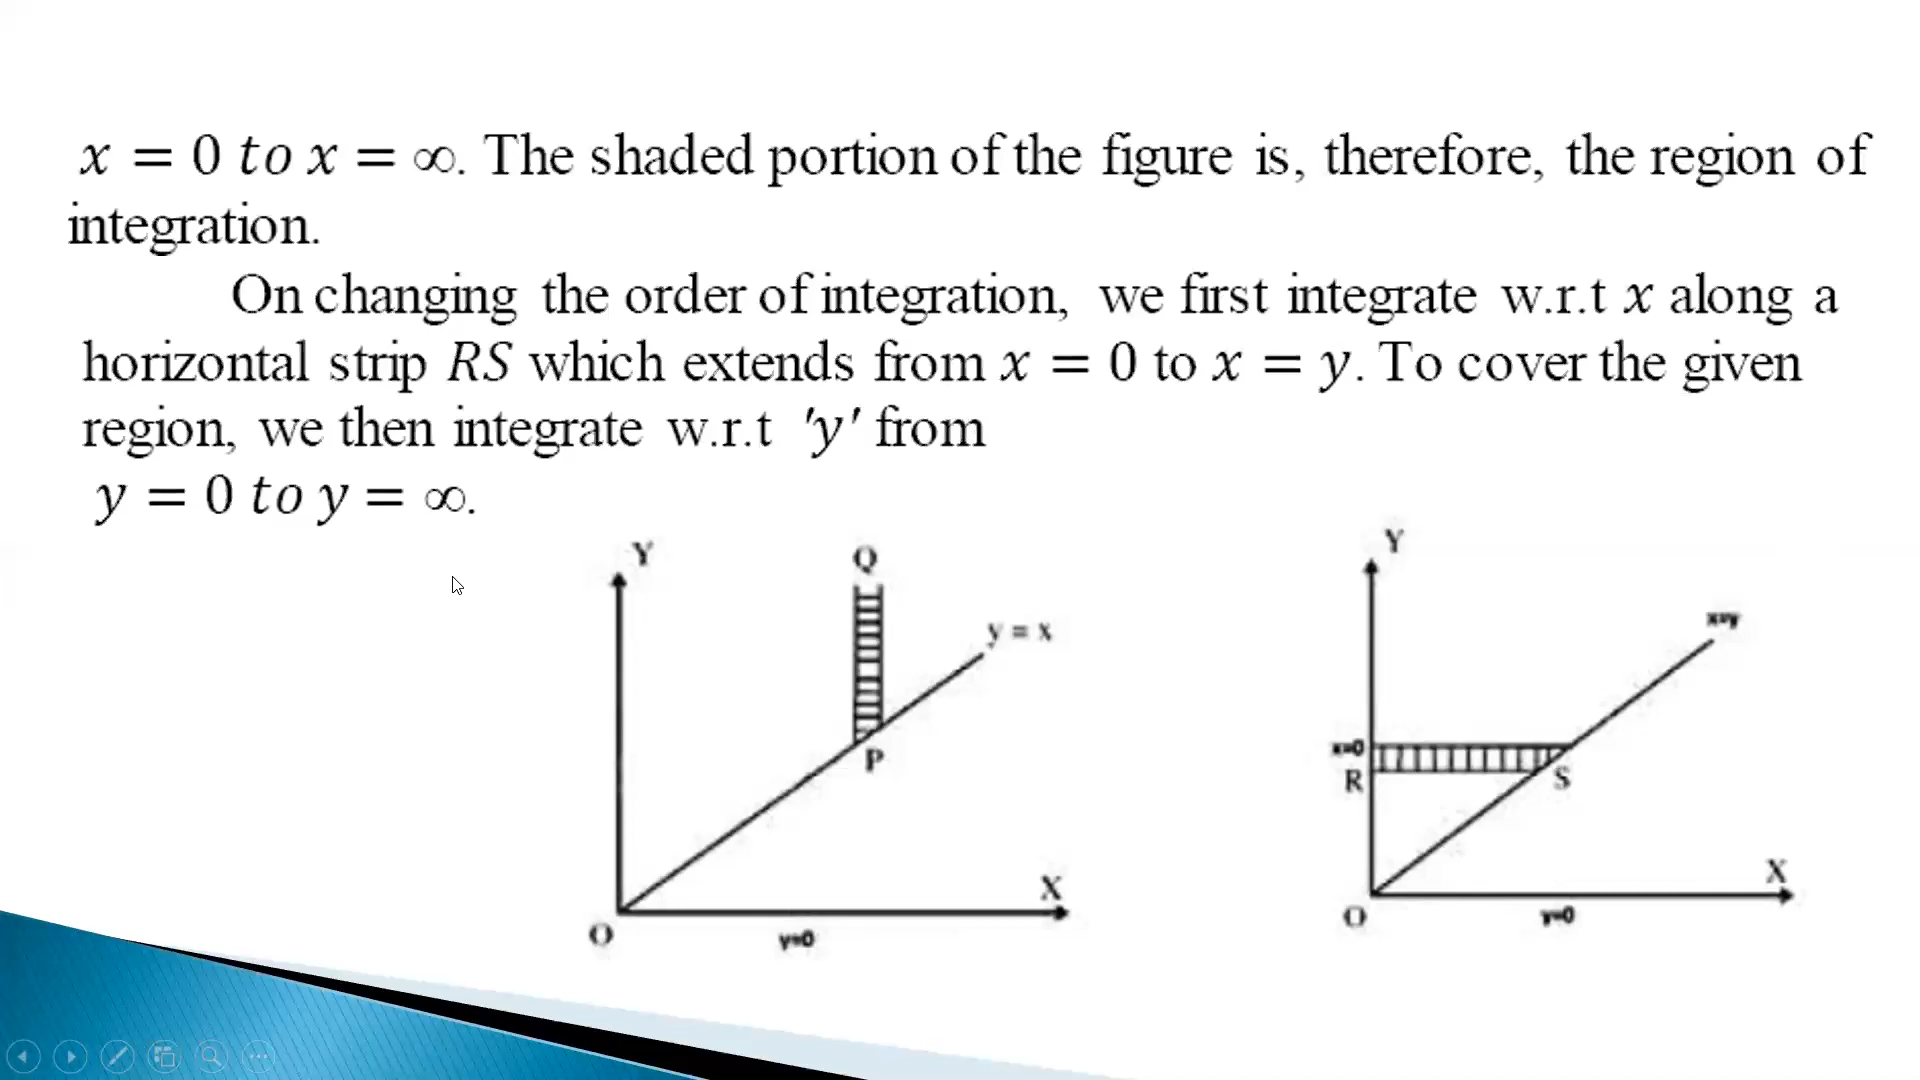 x = 0 to x = ∞. The shaded portion of the figure is, therefore, the region of
integration.
On changing the order of integration, we first integrate w.r.t x along a
horizontal strip RS which extends from x = 0 to x = y. To cover the given
region, we then integrate w.r.t 'y' from
y = 0 to y = ∞.
Y
Q
y = x
P
X
O
y=0
Y
x=y
x=0
R
S
X
O
y=0